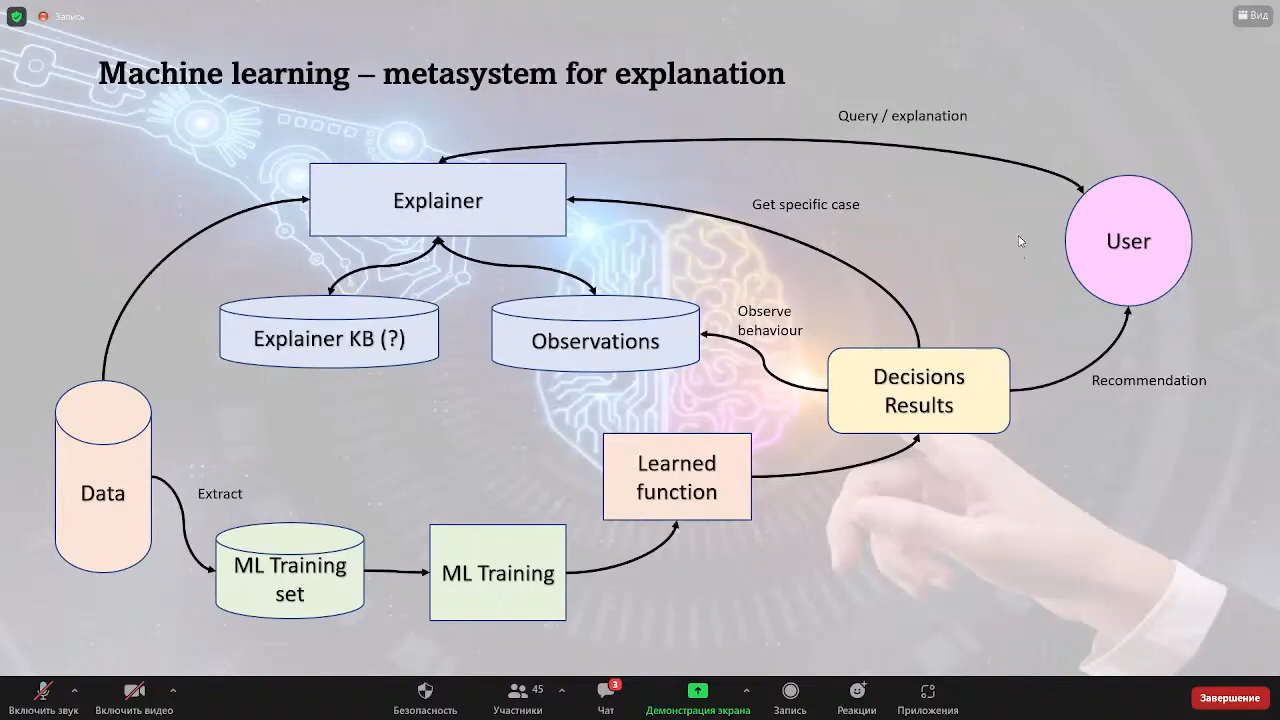 Запись
Вид
Machine learning – metasystem for explanation
Query / explanation
Explainer
Get specific case
User
Explainer KB (?)
Observations
Observe
behaviour
Decisions
Results
Recommendation
Data
Extract
Learned
function
ML Training
set
ML Training
Включить звук
Включить видео
Безопасность
45
Участники
3
Чат
Демонстрация экрана
Запись
Реакции
Приложения
Завершение